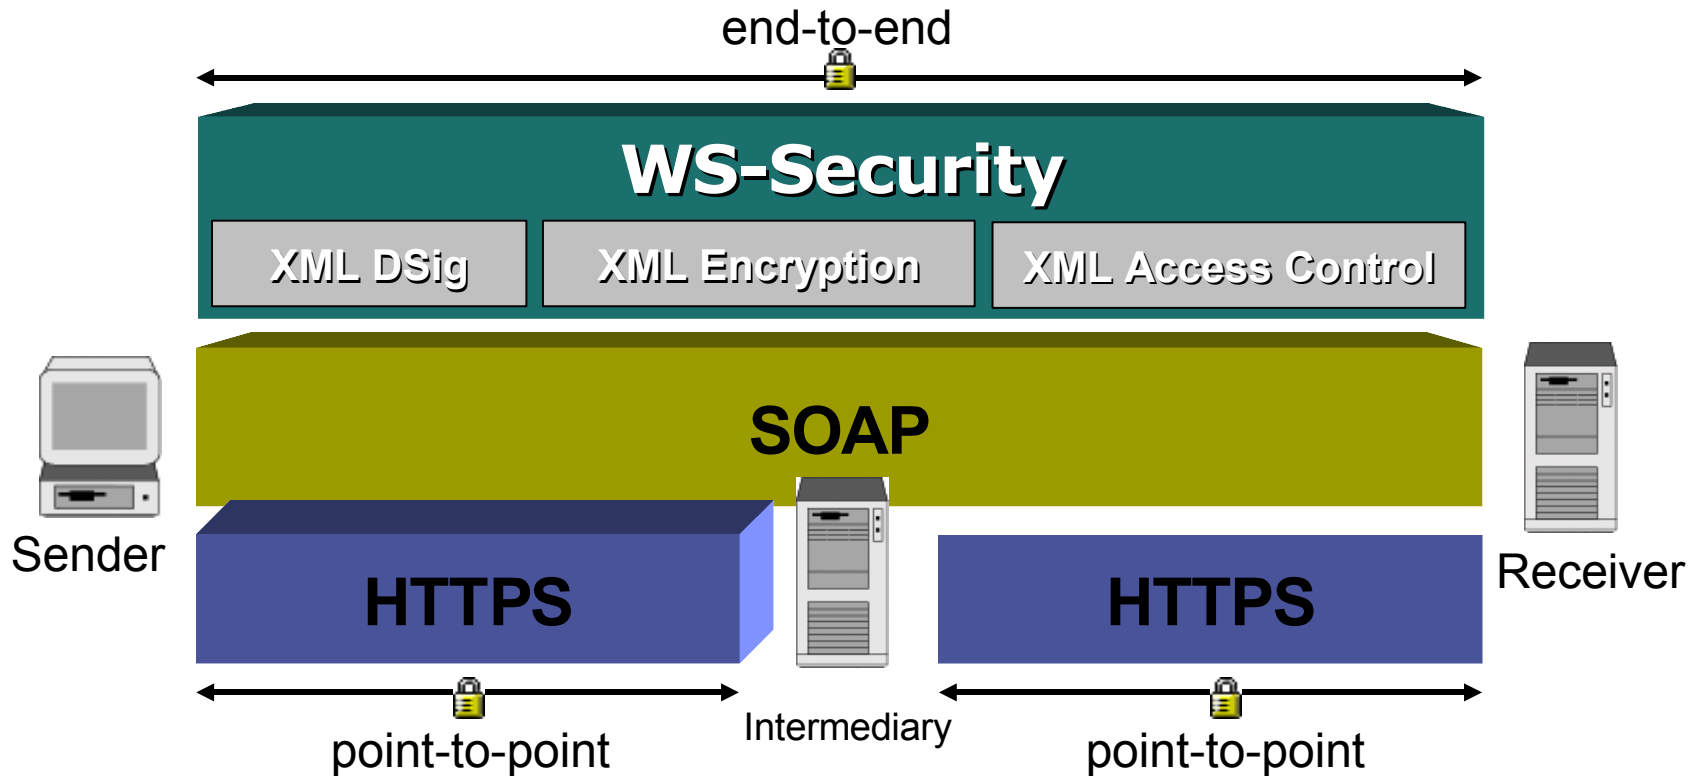 end-to-end
WS-Security
XML DSig
XML Encryption
XML Access Control
SOAP
Sender
Receiver
HTTPS
HTTPS
Intermediary
point-to-point
point-to-point